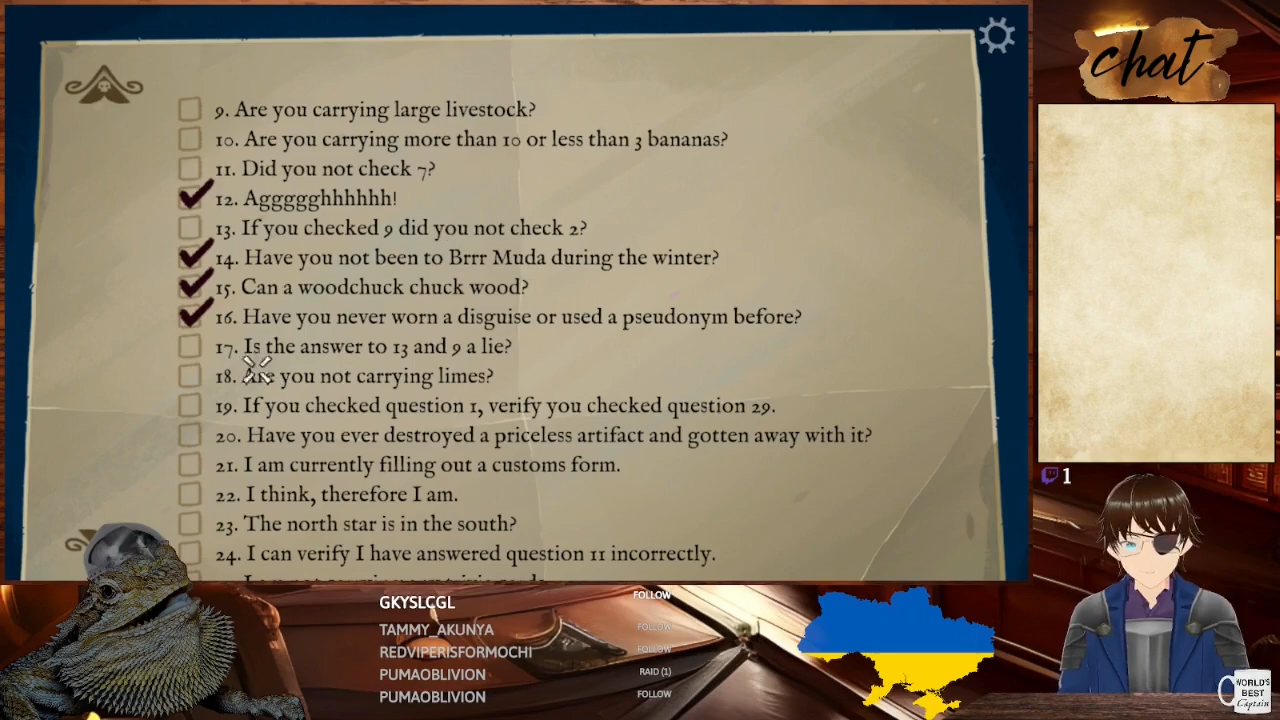 chat
9. Are you carrying large livestock?
10. Are you carrying more than 10 or less than 3 bananas?
11. Did you not check 7?
12. Agggggghhhhhh!
13. If you checked 9 did you not check 2?
14. Have you not been to Brrr Muda during the winter?
15. Can a woodchuck chuck wood?
16. Have you never worn a disguise or used a pseudonym before?
17. Is the answer to 13 and 9 a lie?
18. Are you not carrying limes?
19. If you checked question 1, verify you checked question 29.
20. Have you ever destroyed a priceless artifact and gotten away with it?
21. I am currently filling out a customs form.
22. I think, therefore I am.
23. The north star is in the south?
24. I can verify I have answered question 11 incorrectly.
1
GKYSLCGL FOLLOW
TAMMY_AKUNYA FOLLOW
REDVIPERISFORMOCHI FOLLOW
PUMAOBLIVION RAID (1)
PUMAOBLIVION FOLLOW
WORLD'S
BEST
Captain